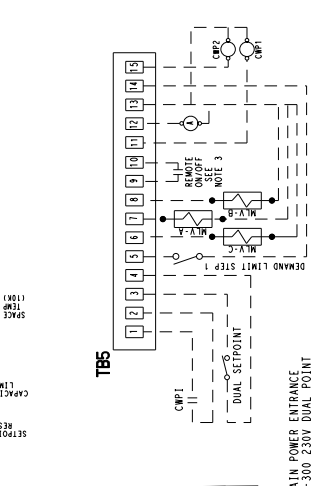 TB5
15
14
13
12
11
10
9
8
7
6
5
4
3
2
1
CWP2
CWP1
A
REMOTE
ON/OFF
SEE
NOTE 3
MLV-B
MLV-A
MLV-C
DEMAND LIMIT STEP 1
DUAL SETPOINT
CWPI
SPACE
TEMP
(10K)
CAPACI
LIM
SETPOI
RES
AIN POWER ENTRANCE
-300 230V DUAL POINT